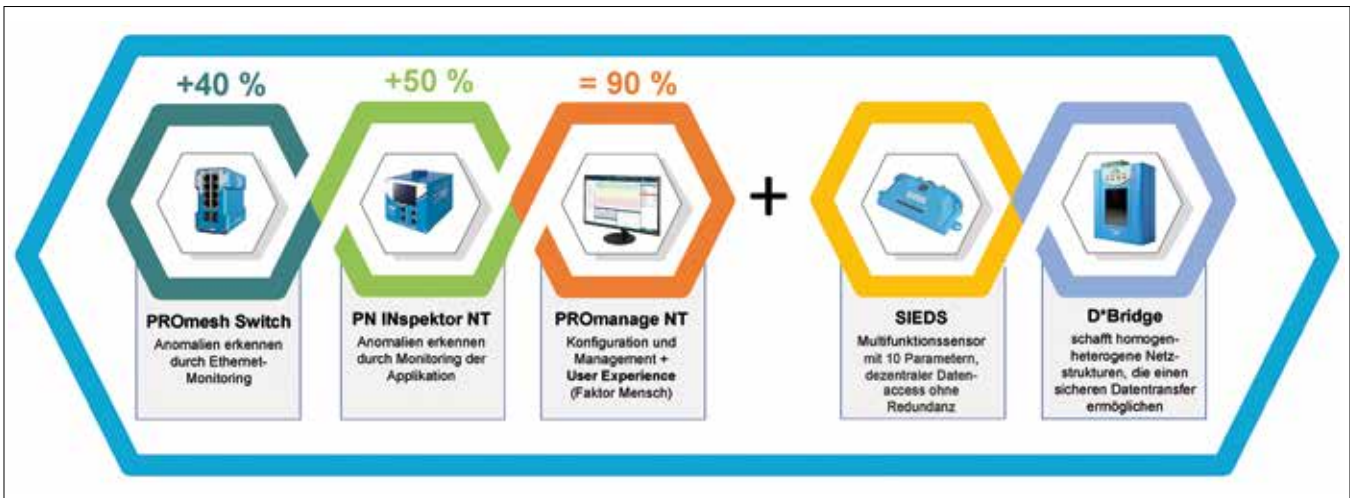 +40 %
+50 %
= 90 %
+
PROmesh Switch
Anomalien erkennen
durch Ethernet-
Monitoring
PN INspektor NT
Anomalien erkennen
durch Monitoring der
Applikation
PROmanage NT
Konfiguration und
Management +
User Experience
(Faktor Mensch)
SIEDS
Multifunktionssensor
mit 10 Parametern,
dezentraler Daten-
access ohne
Redundanz
D*Bridge
schafft homogen-
heterogene Netz-
strukturen, die einen
sicheren Datentransfer
ermöglichen